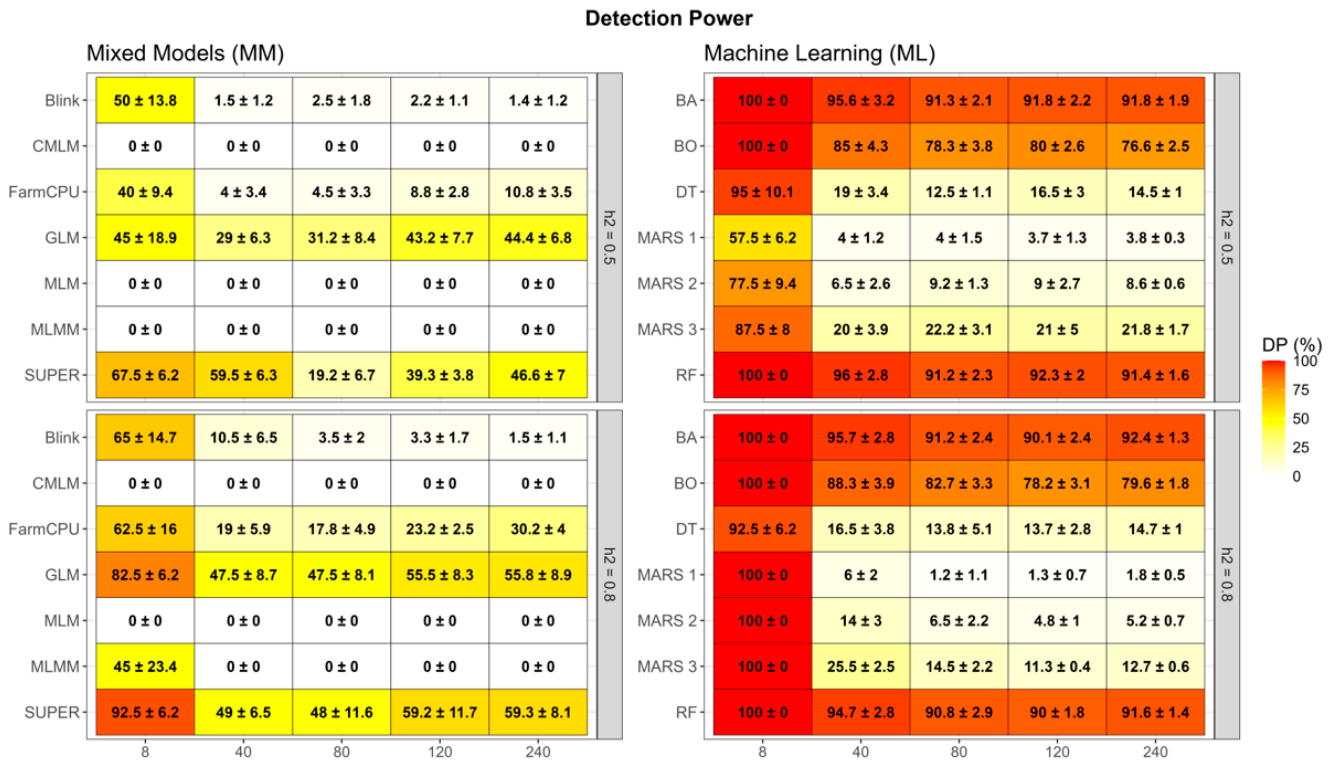 Detection Power
Mixed Models (MM)
Blink 50 ± 13.8 1.5 ± 1.2 2.5 ± 1.8 2.2 ± 1.1 1.4 ± 1.2
CMLM 0 ± 0 0 ± 0 0 ± 0 0 ± 0 0 ± 0
FarmCPU 40 ± 9.4 4 ± 3.4 4.5 ± 3.3 8.8 ± 2.8 10.8 ± 3.5
GLM 45 ± 18.9 29 ± 6.3 31.2 ± 8.4 43.2 ± 7.7 44.4 ± 6.8
MLM 0 ± 0 0 ± 0 0 ± 0 0 ± 0 0 ± 0
MLMM 0 ± 0 0 ± 0 0 ± 0 0 ± 0 0 ± 0
SUPER 67.5 ± 6.2 59.5 ± 6.3 19.2 ± 6.7 39.3 ± 3.8 46.6 ± 7
h2 = 0.5
Blink 65 ± 14.7 10.5 ± 6.5 3.5 ± 2 3.3 ± 1.7 1.5 ± 1.1
CMLM 0 ± 0 0 ± 0 0 ± 0 0 ± 0 0 ± 0
FarmCPU 62.5 ± 16 19 ± 5.9 17.8 ± 4.9 23.2 ± 2.5 30.2 ± 4
GLM 82.5 ± 6.2 47.5 ± 8.7 47.5 ± 8.1 55.5 ± 8.3 55.8 ± 8.9
MLM 0 ± 0 0 ± 0 0 ± 0 0 ± 0 0 ± 0
MLMM 45 ± 23.4 0 ± 0 0 ± 0 0 ± 0 0 ± 0
SUPER 92.5 ± 6.2 49 ± 6.5 48 ± 11.6 59.2 ± 11.7 59.3 ± 8.1
h2 = 0.8
8 40 80 120 240
Machine Learning (ML)
BA 100 ± 0 95.6 ± 3.2 91.3 ± 2.1 91.8 ± 2.2 91.8 ± 1.9
BO 100 ± 0 85 ± 4.3 78.3 ± 3.8 80 ± 2.6 76.6 ± 2.5
DT 95 ± 10.1 19 ± 3.4 12.5 ± 1.1 16.5 ± 3 14.5 ± 1
MARS 1 57.5 ± 6.2 4 ± 1.2 4 ± 1.5 3.7 ± 1.3 3.8 ± 0.3
MARS 2 77.5 ± 9.4 6.5 ± 2.6 9.2 ± 1.3 9 ± 2.7 8.6 ± 0.6
MARS 3 87.5 ± 8 20 ± 3.9 22.2 ± 3.1 21 ± 5 21.8 ± 1.7
RF 100 ± 0 96 ± 2.8 91.2 ± 2.3 92.3 ± 2 91.4 ± 1.6
h2 = 0.5
BA 100 ± 0 95.7 ± 2.8 91.2 ± 2.4 90.1 ± 2.4 92.4 ± 1.3
BO 100 ± 0 88.3 ± 3.9 82.7 ± 3.3 78.2 ± 3.1 79.6 ± 1.8
DT 92.5 ± 6.2 16.5 ± 3.8 13.8 ± 5.1 13.7 ± 2.8 14.7 ± 1
MARS 1 100 ± 0 6 ± 2 1.2 ± 1.1 1.3 ± 0.7 1.8 ± 0.5
MARS 2 100 ± 0 14 ± 3 6.5 ± 2.2 4.8 ± 1 5.2 ± 0.7
MARS 3 100 ± 0 25.5 ± 2.5 14.5 ± 2.2 11.3 ± 0.4 12.7 ± 0.6
RF 100 ± 0 94.7 ± 2.8 90.8 ± 2.9 90 ± 1.8 91.6 ± 1.4
h2 = 0.8
8 40 80 120 240
DP (%)
100
75
50
25
0